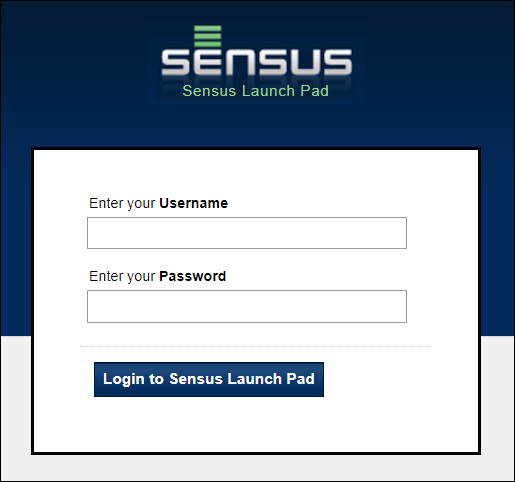 SENSUS
Sensus Launch Pad
Enter your Username
Enter your Password
Login to Sensus Launch Pad